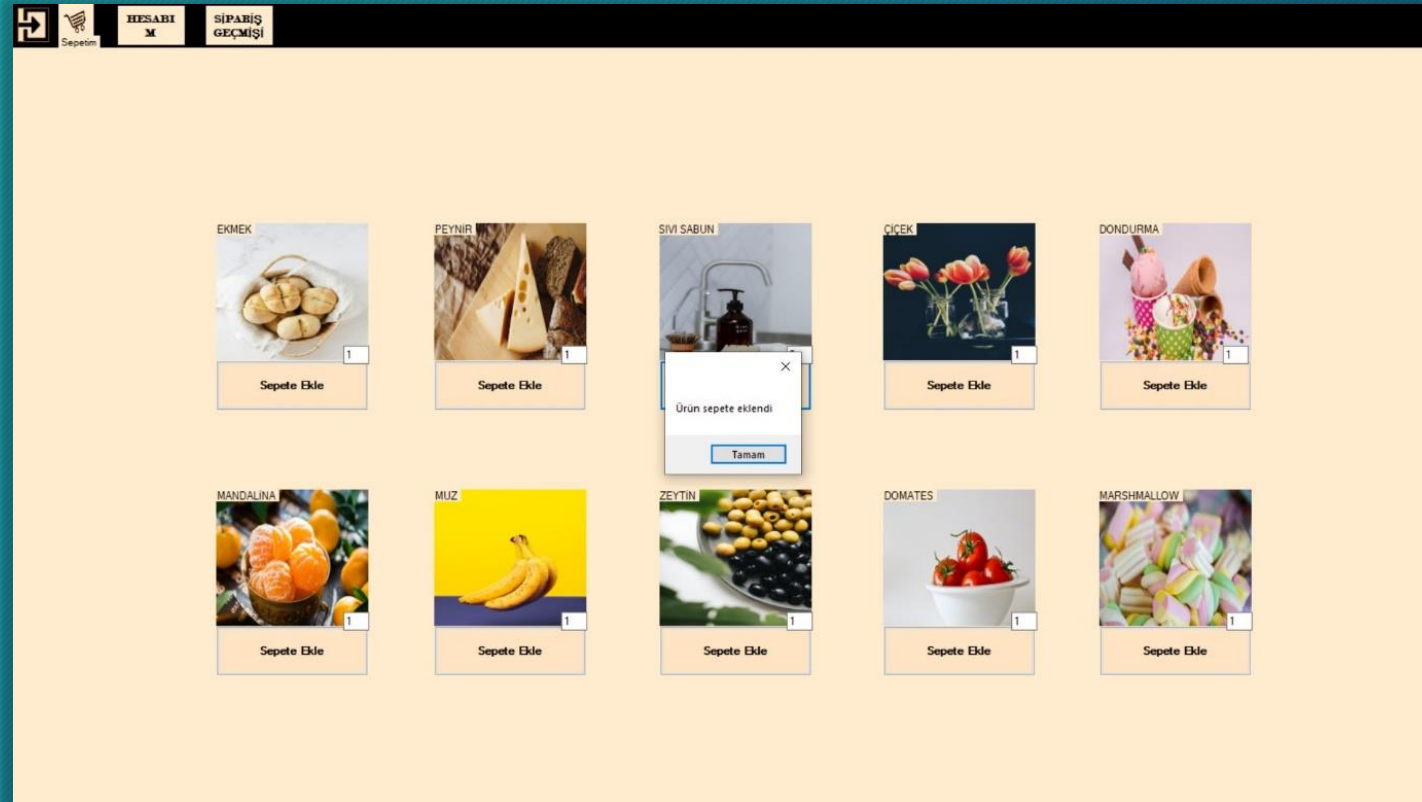 Sepetim
HESABI
M
SİPARİŞ
GEÇMİŞİ
EKMEK
PEYNİR
SIVI SABUN
ÇİÇEK
DONDURMA
1
1
1
1
Sepete Ekle
Sepete Ekle
Sepete Ekle
Sepete Ekle
Ürün sepete eklendi
Tamam
MANDALİNA
MUZ
ZEYTİN
DOMATES
MARSHMALLOW
1
1
1
1
1
Sepete Ekle
Sepete Ekle
Sepete Ekle
Sepete Ekle
Sepete Ekle